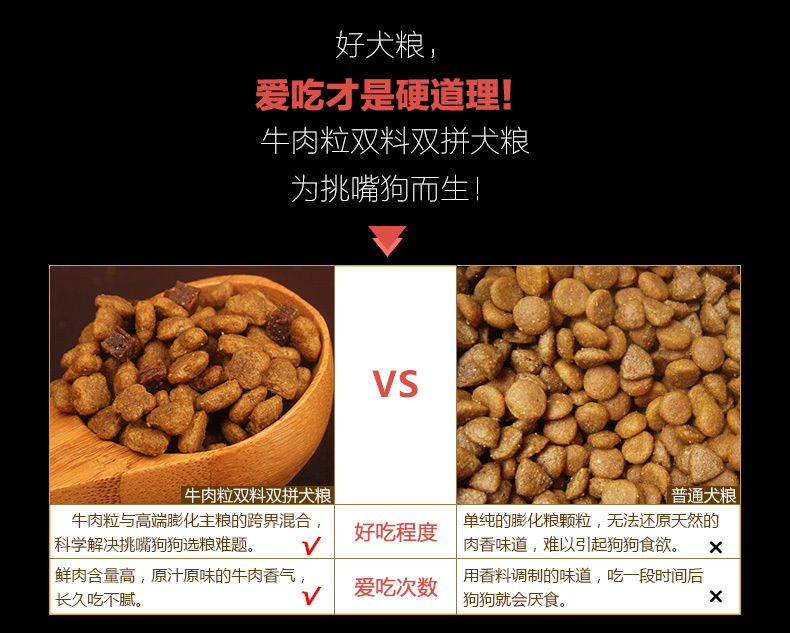 好犬粮，
爱吃才是硬道理！
牛肉粒双料双拼犬粮
为挑嘴狗而生！
VS
牛肉粒双料双拼犬粮
普通犬粮
牛肉粒与高端膨化主粮的跨界混合，
科学解决挑嘴狗狗选粮难题。
好吃程度
单纯的膨化粮颗粒，无法还原天然的
肉香味道，难以引起狗狗食欲。
鲜肉含量高，原汁原味的牛肉香气，
长久吃不腻。
爱吃次数
用香料调制的味道，吃一段时间后
狗狗就会厌食。